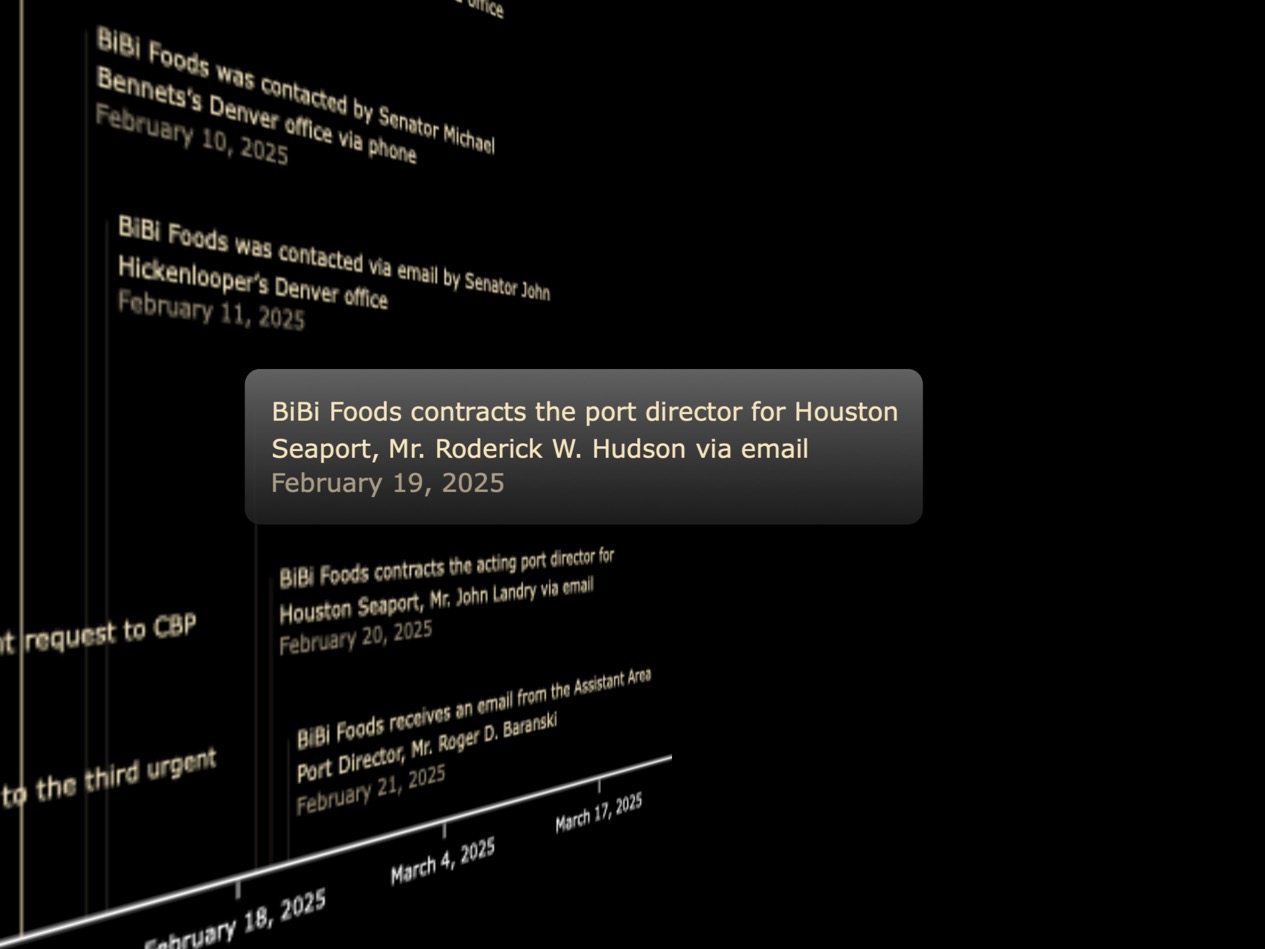 office
BiBi Foods was contacted by Senator Michael
Bennets's Denver office via phone
February 10, 2025
BiBi Foods was contacted via email by Senator John
Hickenlooper's Denver office
February 11, 2025
BiBi Foods contracts the port director for Houston
Seaport, Mr. Roderick W. Hudson via email
February 19, 2025
BiBi Foods contracts the acting port director for
Houston Seaport, Mr. John Landry via email
February 20, 2025
request to CBP
BiBi Foods receives an email from the Assistant Area
Port Director, Mr. Roger D. Baranski
February 21, 2025
to the third urgent
March 17, 2025
March 4, 2025
February 18, 2025